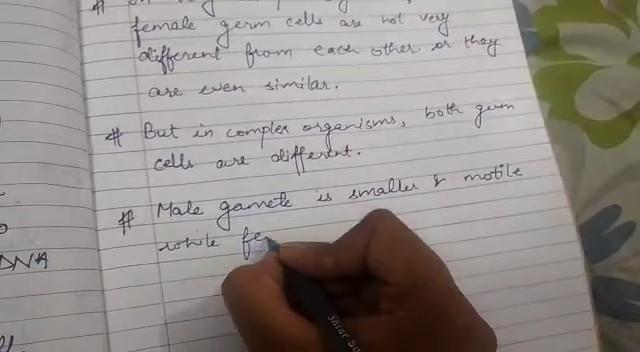 #
female germ cells are not very
different from each other. or they
are even similar.
# But in complex organisms, both germ
cells are different.
# Male gamete is smaller & motile
while fe
DNA